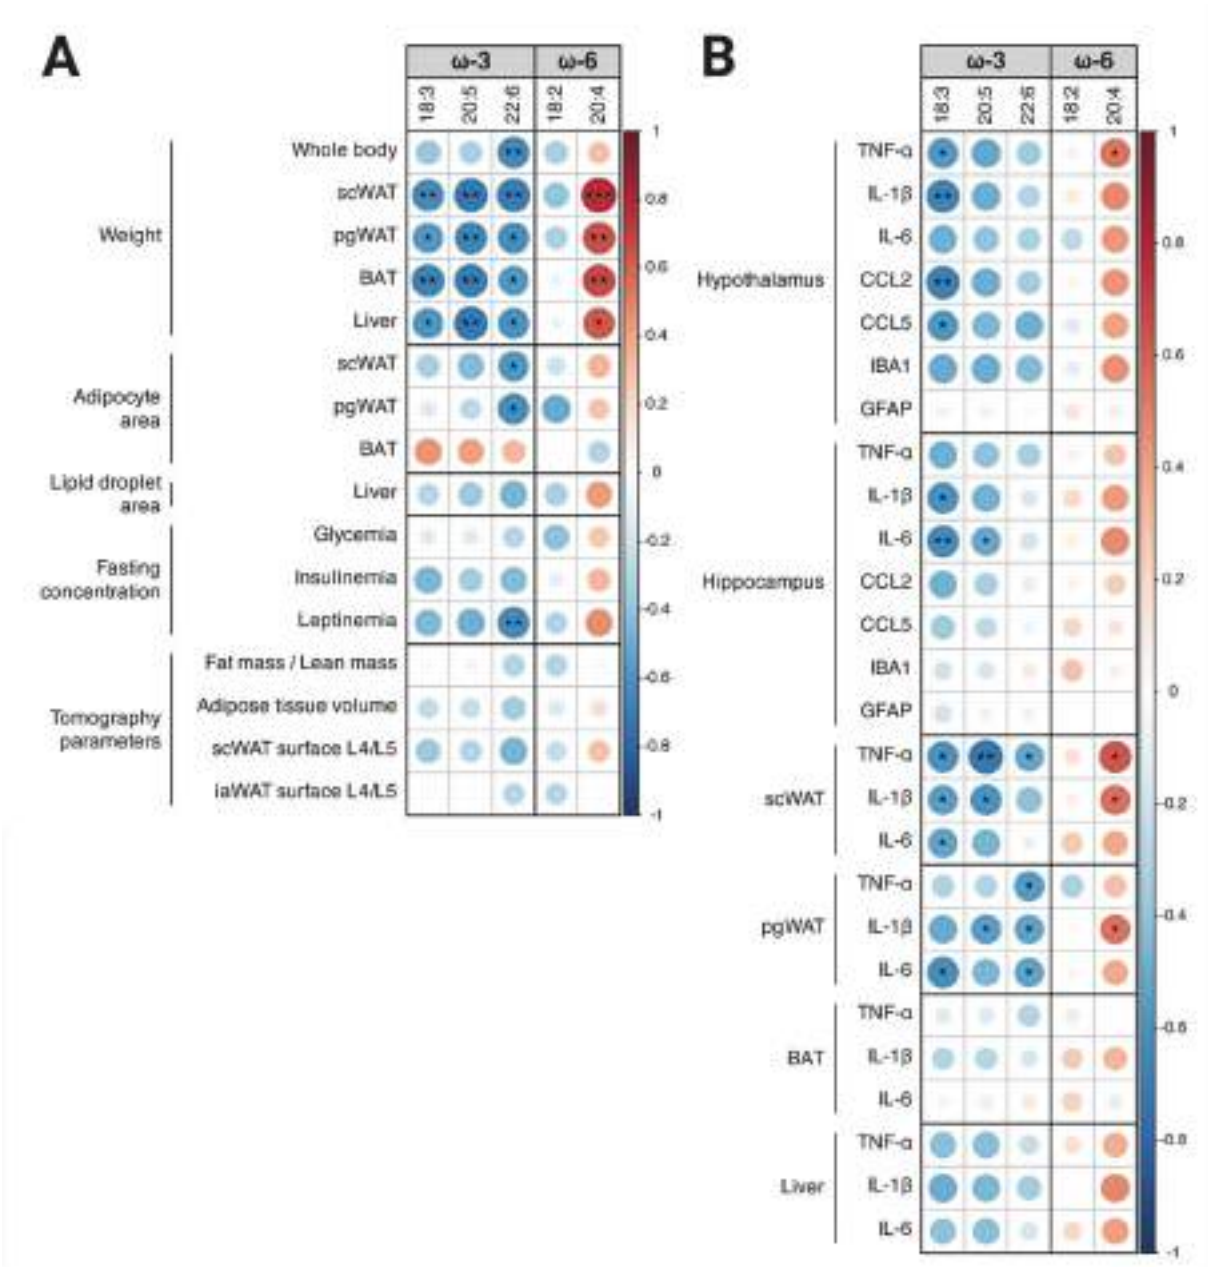 A
ω-3 ω-6
18:3 20:5 22:6 18:2 20:4
Weight
Whole body
scWAT
pgWAT
BAT
Liver
Adipocyte
area
scWAT
pgWAT
BAT
Lipid droplet
area
Liver
Fasting
concentration
Glycemia
Insulinemia
Leptinemia
Tomography
parameters
Fat mass / Lean mass
Adipose tissue volume
scWAT surface L4/L5
iaWAT surface L4/L5
1
0.8
0.6
0.4
0.2
0
-0.2
-0.4
-0.6
-0.8
-1
B
ω-3 ω-6
18:3 20:5 22:6 18:2 20:4
Hypothalamus
TNF-α
IL-1β
IL-6
CCL2
CCL5
IBA1
GFAP
Hippocampus
TNF-α
IL-1β
IL-6
CCL2
CCL5
IBA1
GFAP
scWAT
TNF-α
IL-1β
IL-6
pgWAT
TNF-α
IL-1β
IL-6
BAT
TNF-α
IL-1β
IL-6
Liver
TNF-α
IL-1β
IL-6
1
0.8
0.6
0.4
0.2
0
-0.2
-0.4
-0.6
-0.8
-1